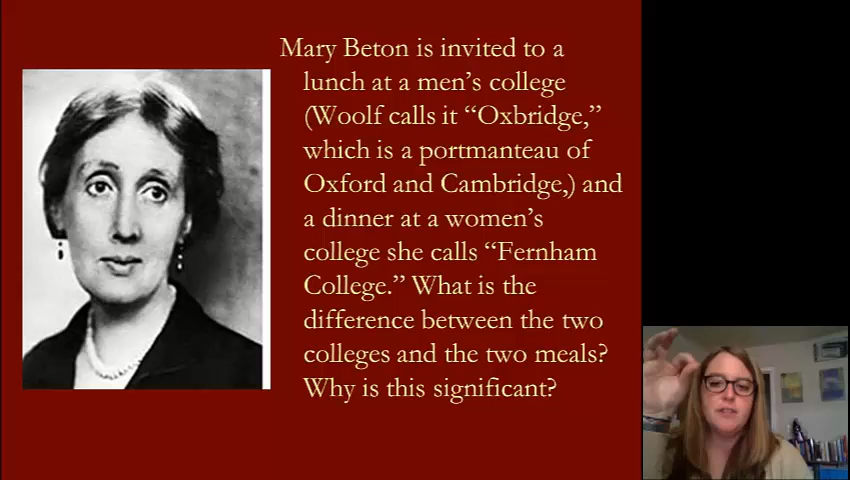 Mary Beton is invited to a
lunch at a men’s college
(Woolf calls it “Oxbridge,”
which is a portmanteau of
Oxford and Cambridge,) and
a dinner at a women’s
college she calls “Fernham
College.” What is the
difference between the two
colleges and the two meals?
Why is this significant?